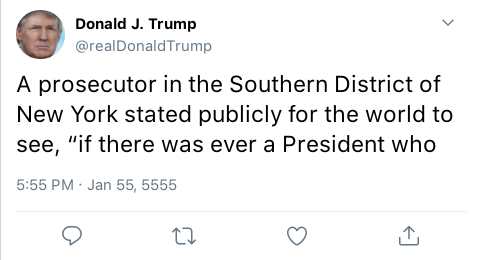 Donald J. Trump
@realDonaldTrump
A prosecutor in the Southern District of
New York stated publicly for the world to
see, “if there was ever a President who
5:55 PM · Jan 55, 5555